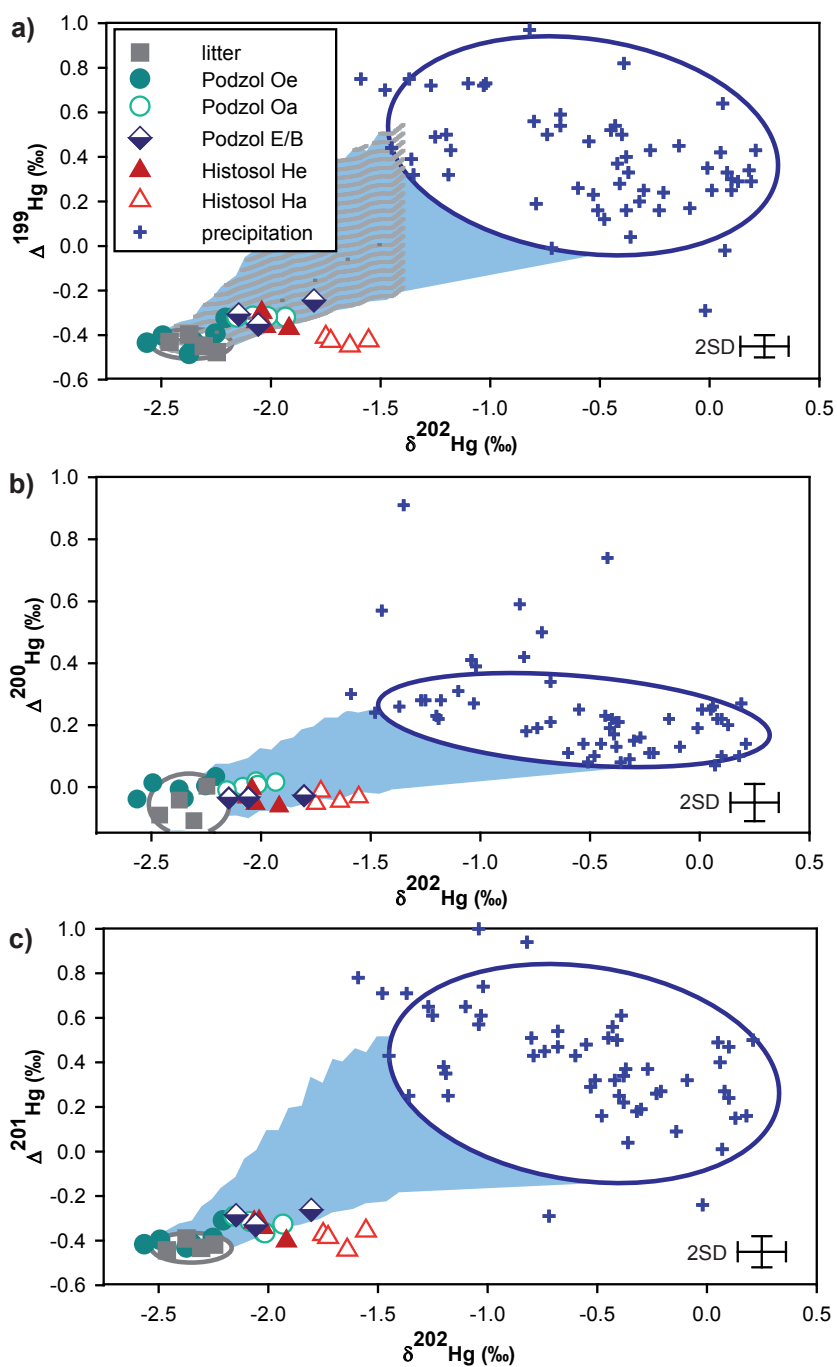 a)
1.0
0.8
0.6
0.4
0.2
0.0
-0.2
-0.4
-0.6
Δ199Hg (‰)
litter
Podzol Oe
Podzol Oa
Podzol E/B
Histosol He
Histosol Ha
precipitation
2SD
-2.5 -2.0 -1.5 -1.0 -0.5 0.0 0.5
δ202Hg (‰)
b)
1.0
0.8
0.6
0.4
0.2
0.0
Δ200Hg (‰)
2SD
-2.5 -2.0 -1.5 -1.0 -0.5 0.0 0.5
δ202Hg (‰)
c)
1.0
0.8
0.6
0.4
0.2
0.0
-0.2
-0.4
-0.6
Δ201Hg (‰)
2SD
-2.5 -2.0 -1.5 -1.0 -0.5 0.0 0.5
δ202Hg (‰)